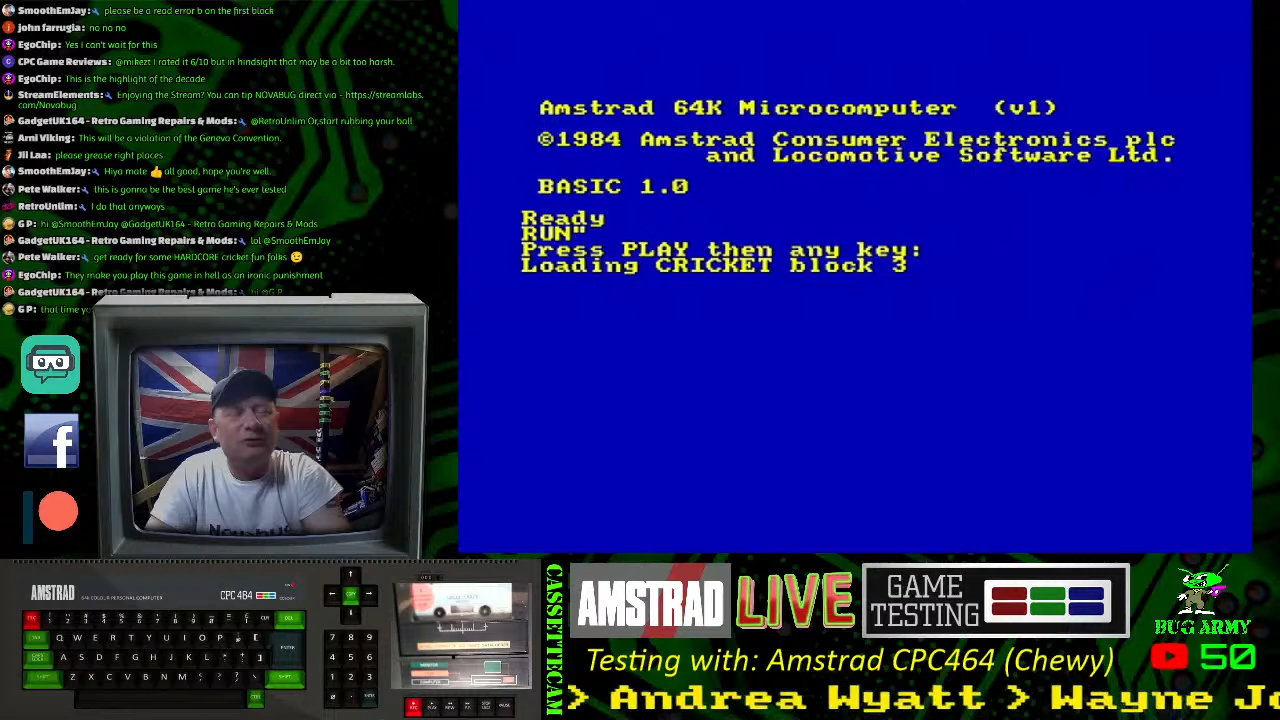 SmoothEmJay: please be a read error b on the first block
john farrugia: no no no
EgoChip: Yes I can't wait for this
CPC Game Reviews: @mikezt I rated it 6/10 but in hindsight that may be a bit too harsh.
EgoChip: This is the highlight of the decade
StreamElements: Enjoying the Stream? You can tip NOVABUG direct via - https://streamlabs.
com/Novabug
GadgetUK164 - Retro Gaming Repairs & Mods: @RetroUnlim Or,start rubbing your ball
Arni Viking: This will be a violation of the Geneva Convention.
Jil Laa: please grease right places
SmoothEmJay: Hiya mate 👍 all good, hope you're well.
Pete Walker: this is gonna be the best game he's ever tested
RetroUnlim: I do that anyways
G P: hi @SmoothEmJay @GadgetUK164 - Retro Gaming Repairs & Mods
GadgetUK164 - Retro Gaming Repairs & Mods: lol @SmoothEmJay
Pete Walker: get ready for some HARDCORE cricket fun folks 😉
EgoChip: They make you play this game in hell as an ironic punishment
GadgetUK164 - Retro Gaming Repairs & Mods: hi @G P
G P: that time
Amstrad 64K Microcomputer (v1)
©1984 Amstrad Consumer Electronics plc
and Locomotive Software Ltd.
BASIC 1.0
Ready
RUN"
Press PLAY then any key:
Loading CRICKET block 3
AMSTRAD
CPC 464
CASSEYTECAM
AMSTRAD LIVE
GAME
TESTING
BUG ARMY
Testing with: Amstrad CPC464 (Chewy)
50
> Andrea Wyatt > Wayne